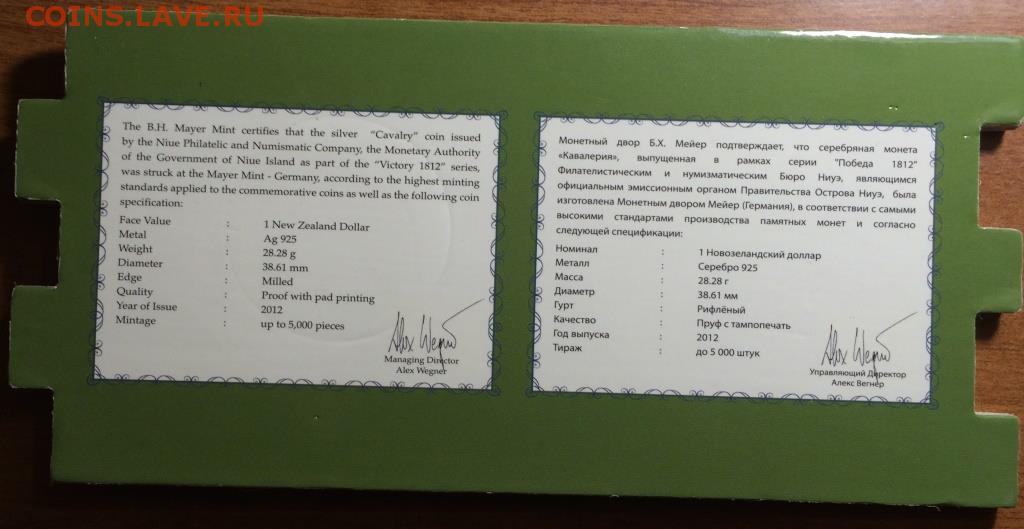 COINS.LAVE.RU
The B.H. Mayer Mint certifies that the silver "Cavalry" coin issued
by the Niue Philatelic and Numismatic Company, the Monetary Authority
of the Government of Niue Island as part of the "Victory 1812" series,
was struck at the Mayer Mint - Germany, according to the highest minting
standards applied to the commemorative coins as well as the following coin
specification:
Face Value : 1 New Zealand Dollar
Metal : Ag 925
Weight : 28.28 g
Diameter : 38.61 mm
Edge : Milled
Quality : Proof with pad printing
Year of Issue : 2012
Mintage : up to 5,000 pieces
Alex Wegner
Managing Director
Alex Wegner
Монетный двор Б.Х. Мейер подтверждает, что серебряная монета
«Кавалерия», выпущенная в рамках серии "Победа 1812"
Филателистическим и нумизматическим Бюро Ниуэ, являющимся
официальным эмиссионным органом Правительства Острова Ниуэ, была
изготовлена Монетным двором Мейер (Германия), в соответствии с самыми
высокими стандартами производства памятных монет и согласно
следующей спецификации:
Номинал : 1 Новозеландский доллар
Металл : Серебро 925
Масса : 28.28 г
Диаметр : 38.61 мм
Гурт : Рифлёный
Качество : Пруф с тампопечать
Год выпуска : 2012
Тираж : до 5 000 штук
Alex Wegner
Управляющий Директор
Алекс Вегнер